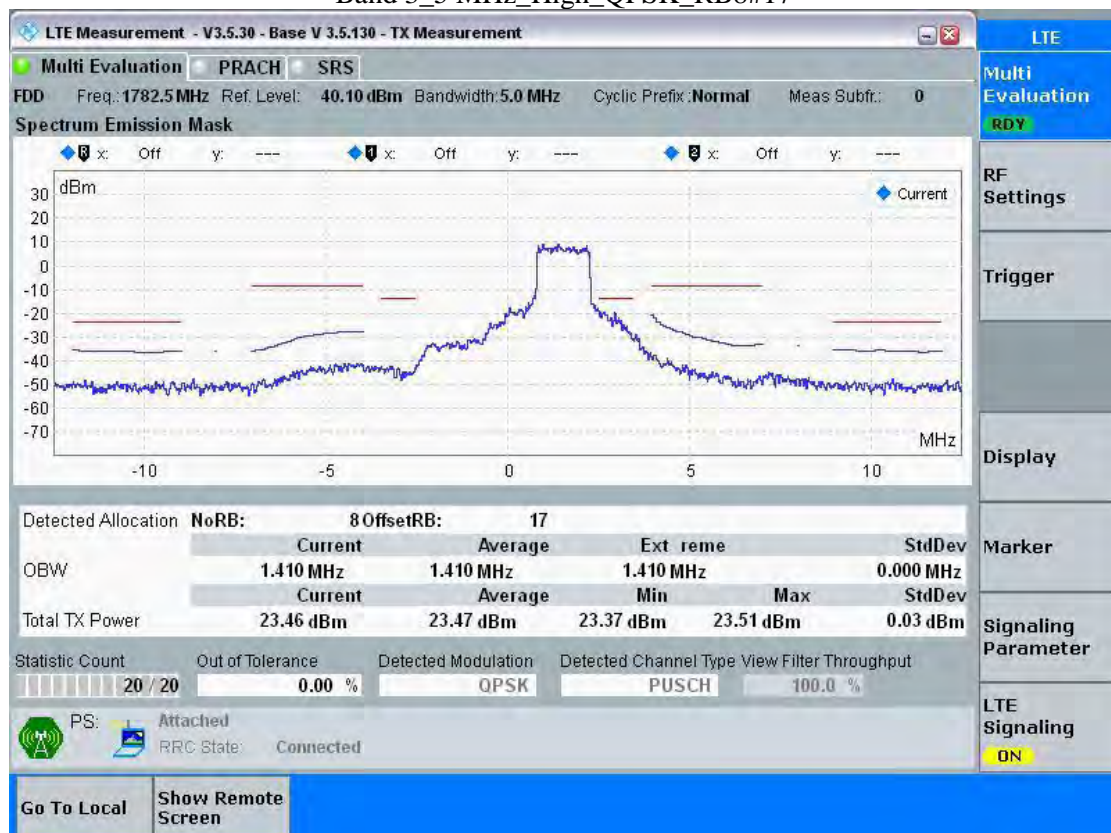 LTE Measurement - V3.5.30 - Base V 3.5.130 - TX Measurement
LTE
Multi Evaluation PRACH SRS
Multi Evaluation
RDY
FDD Freq.: 1782.5 MHz Ref. Level: 40.10 dBm Bandwidth: 5.0 MHz Cyclic Prefix : Normal Meas Subfr.: 0
Spectrum Emission Mask
R x: Off y: --- 1 x: Off y: --- 2 x: Off y: ---
dBm
Current
30
20
10
0
-10
-20
-30
-40
-50
-60
-70
MHz
-10 -5 0 5 10
RF Settings
Trigger
Display
Marker
Signaling Parameter
LTE Signaling
ON
Detected Allocation NoRB: 8 OffsetRB: 17
Current Average Ext reme StdDev
OBW 1.410 MHz 1.410 MHz 1.410 MHz 0.000 MHz
Current Average Min Max StdDev
Total TX Power 23.46 dBm 23.47 dBm 23.37 dBm 23.51 dBm 0.03 dBm
Statistic Count Out of Tolerance Detected Modulation Detected Channel Type View Filter Throughput
20 / 20 0.00 % QPSK PUSCH 100.0 %
PS: Attached
RRC State: Connected
Go To Local Show Remote Screen